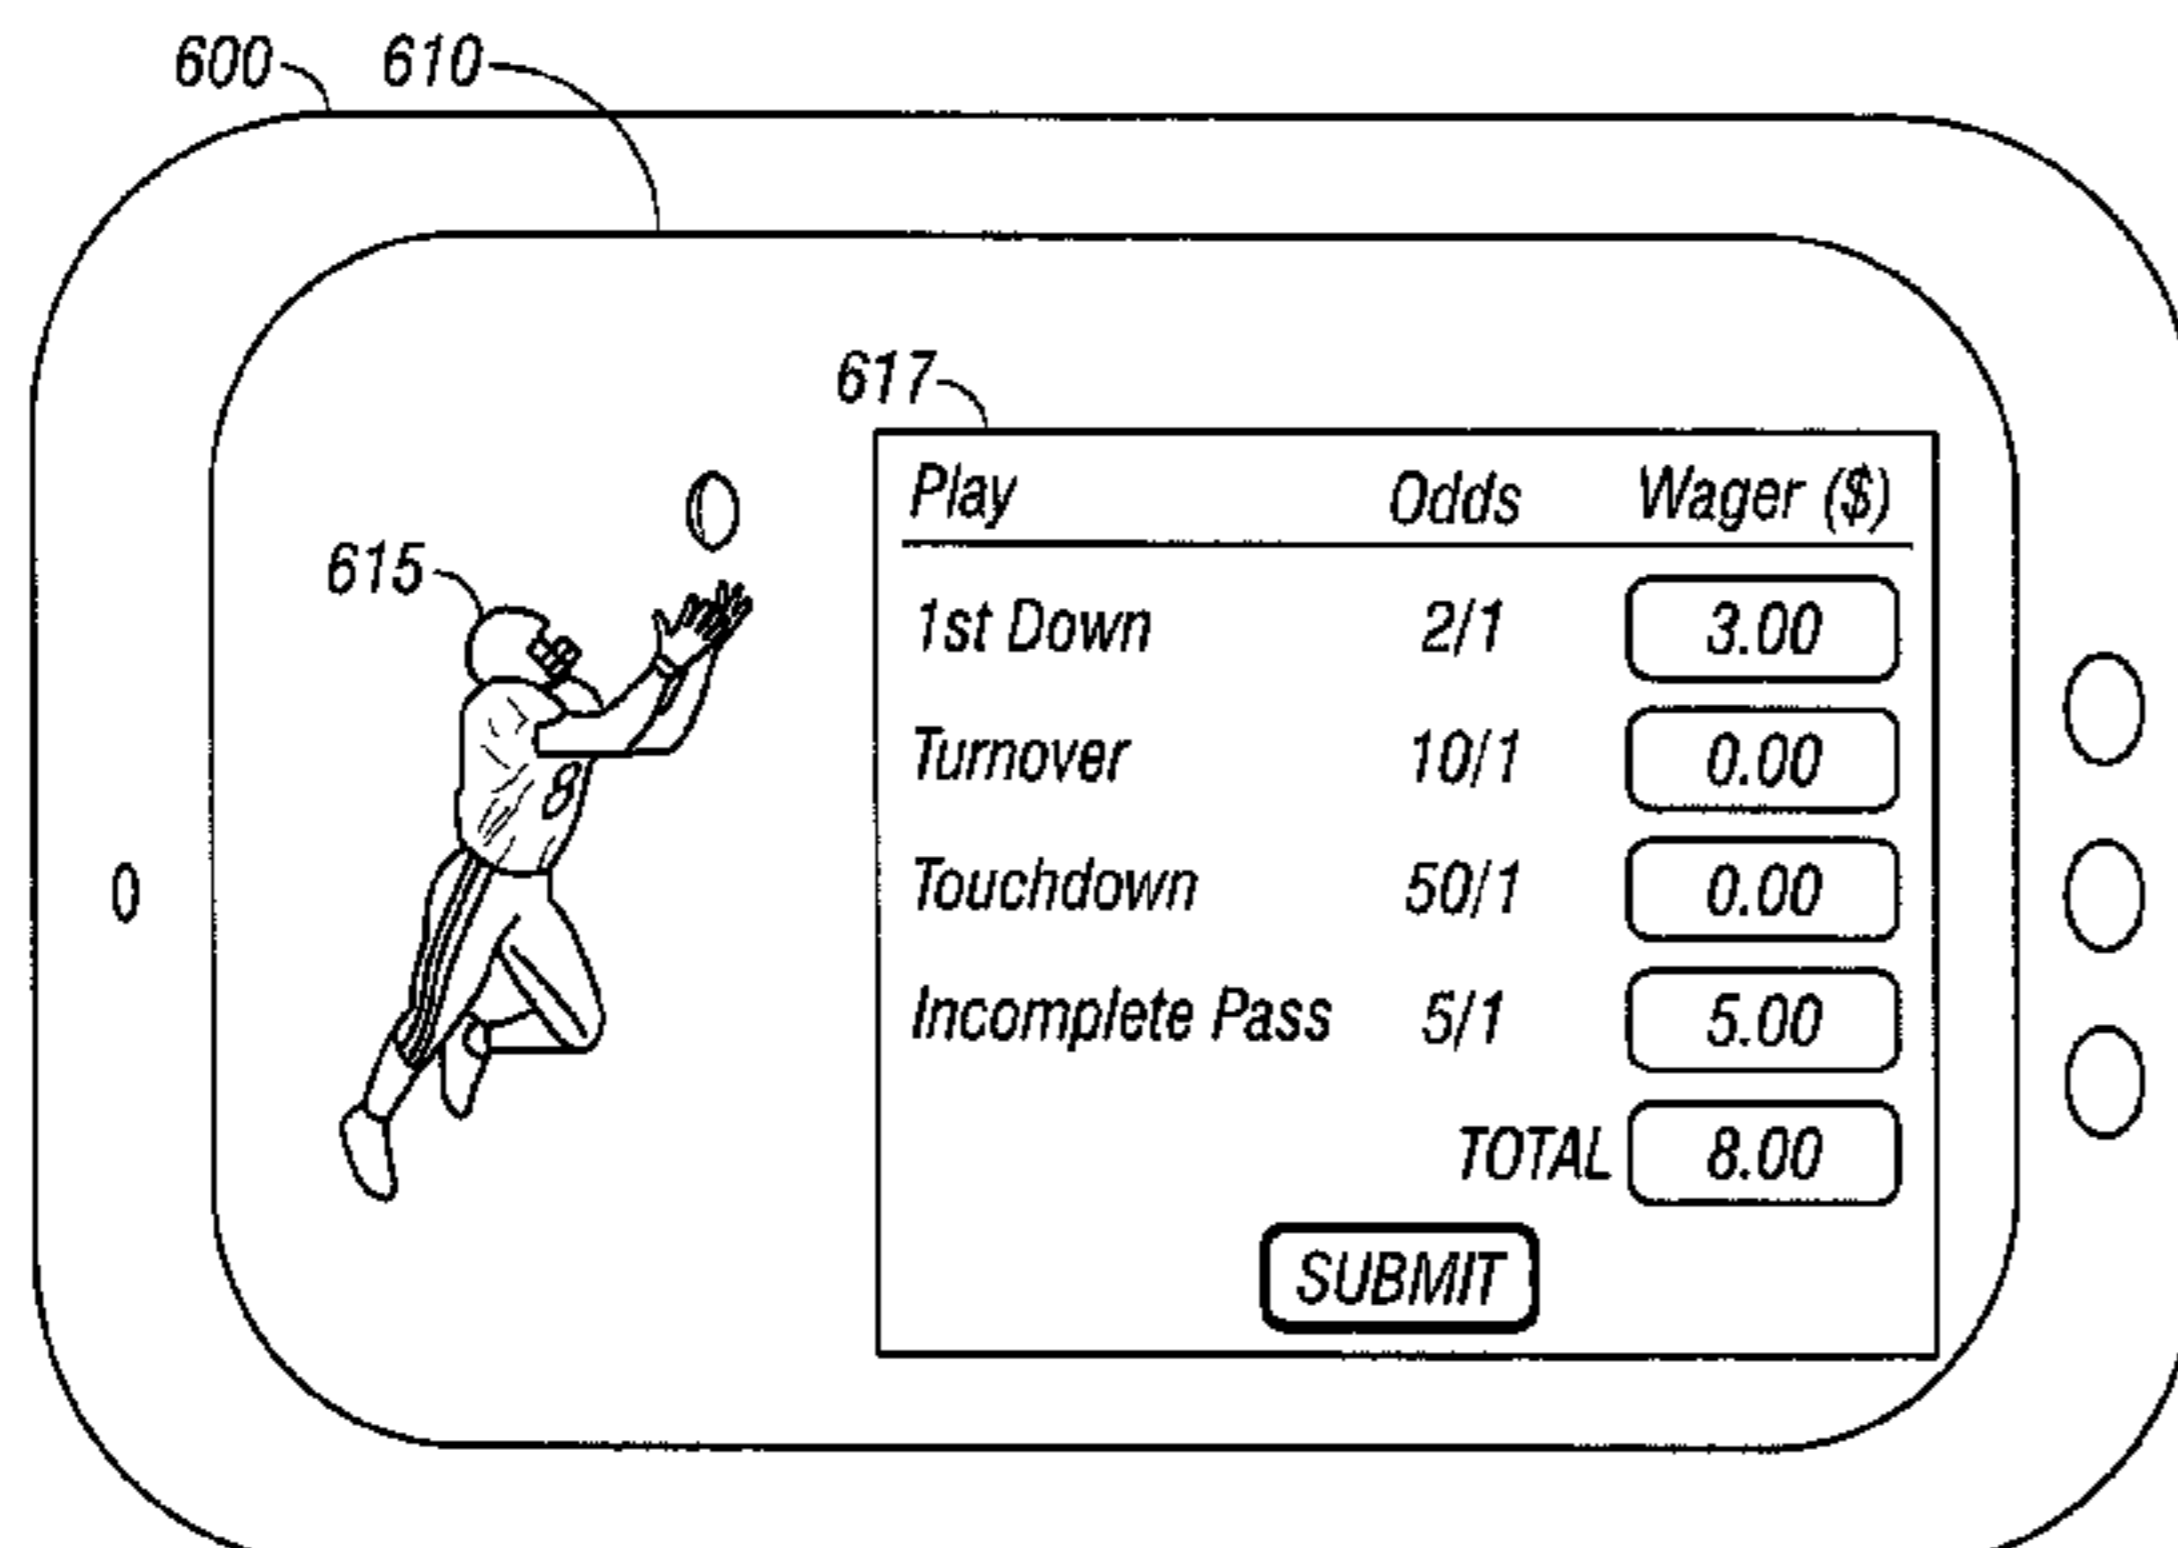 600 610
617
Play Odds Wager ($)
615
1st Down 2/1 3.00
Turnover 10/1 0.00
8
Touchdown 50/1 0.00
Incomplete Pass 5/1 5.00
TOTAL 8.00
SUBMIT